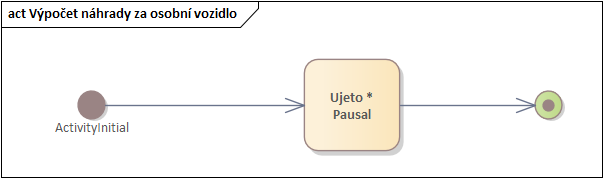 act Výpočet náhrady za osobní vozidlo
Ujeto *
Pausal
ActivityInitial